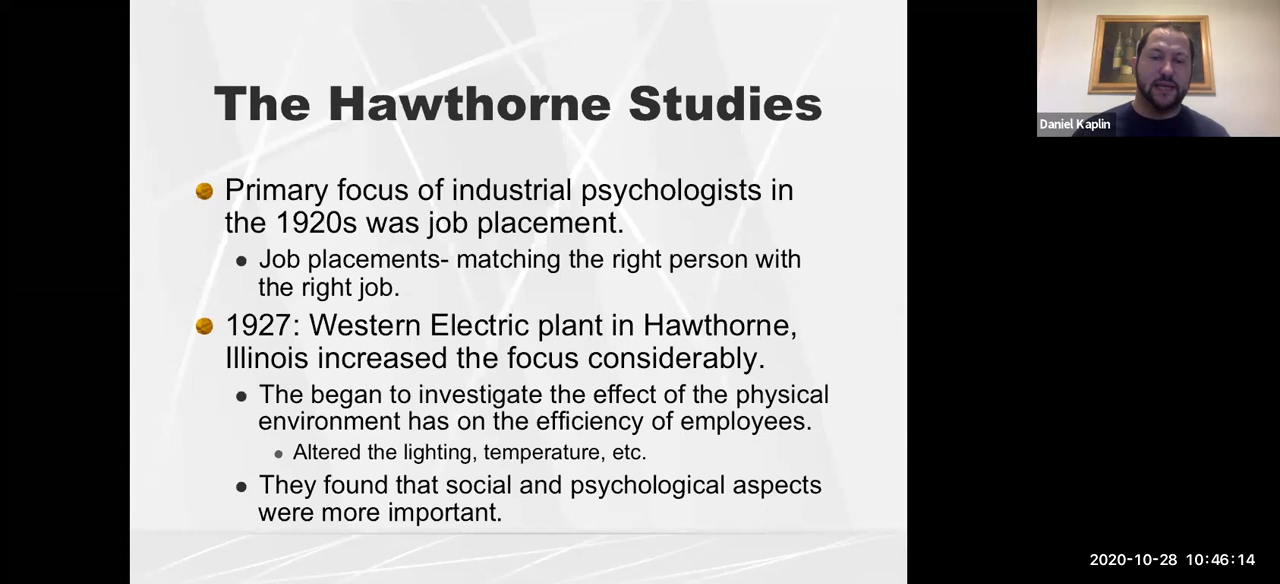 The Hawthorne Studies
Primary focus of industrial psychologists in
the 1920s was job placement.
Job placements- matching the right person with
the right job.
1927: Western Electric plant in Hawthorne,
Illinois increased the focus considerably.
The began to investigate the effect of the physical
environment has on the efficiency of employees.
Altered the lighting, temperature, etc.
They found that social and psychological aspects
were more important.
Daniel Kaplin
2020-10-28 10:46:14